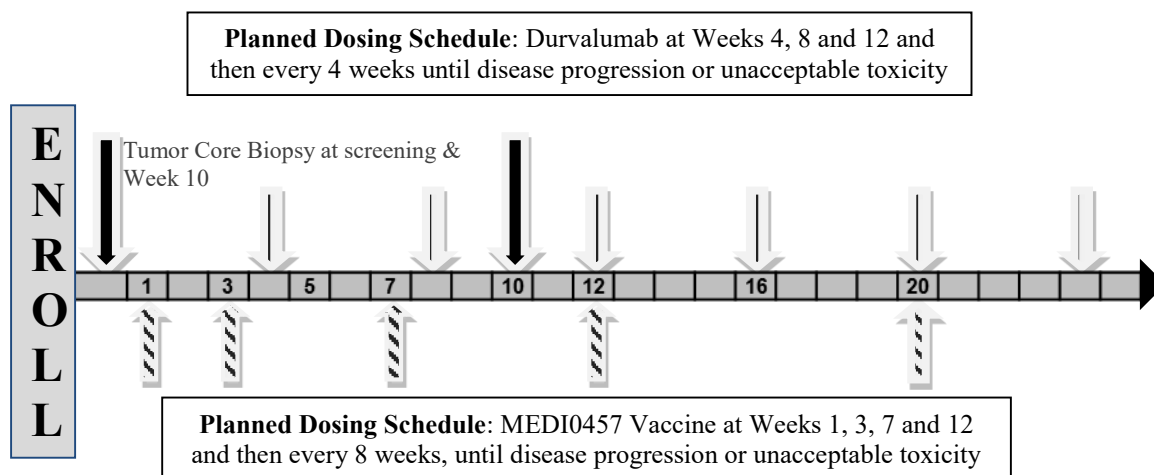 Planned Dosing Schedule: Durvalumab at Weeks 4, 8 and 12 and
then every 4 weeks until disease progression or unacceptable toxicity
ENROLL
Tumor Core Biopsy at screening &
Week 10
1 3 5 7 10 12 16 20
Planned Dosing Schedule: MEDI0457 Vaccine at Weeks 1, 3, 7 and 12
and then every 8 weeks, until disease progression or unacceptable toxicity